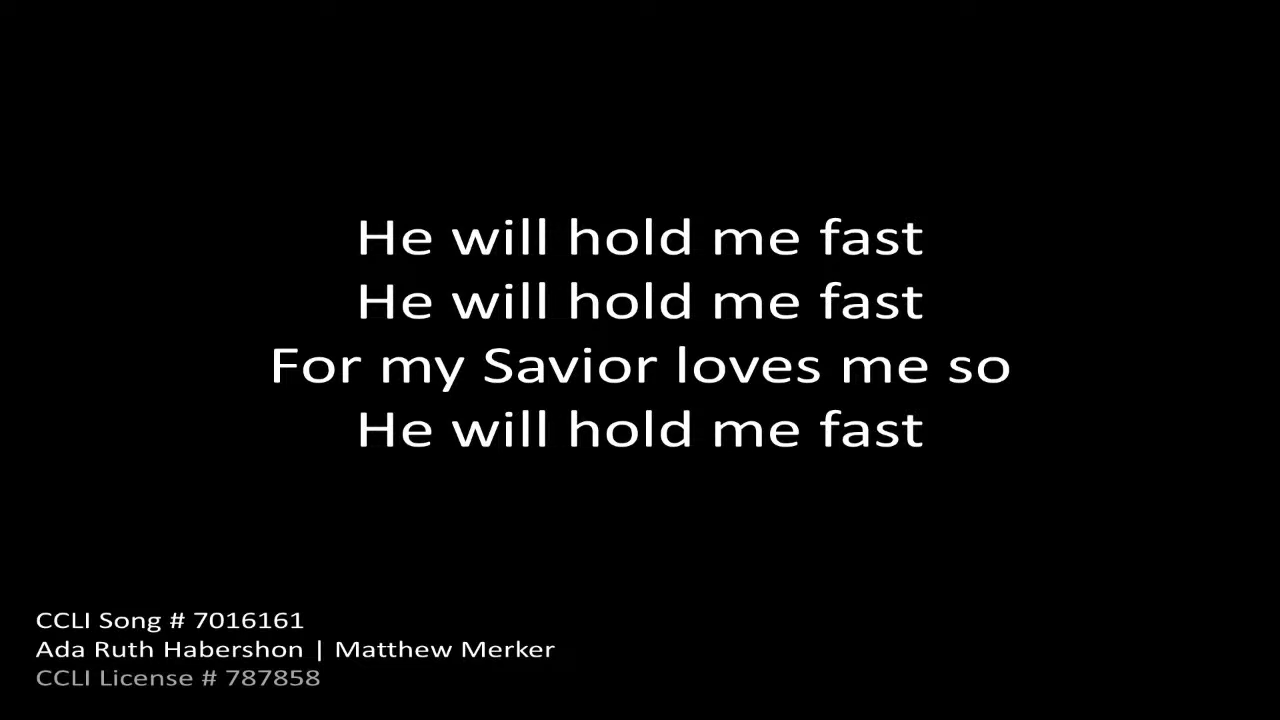 He will hold me fast
He will hold me fast
For my Savior loves me so
He will hold me fast
CCLI Song # 7016161
Ada Ruth Habershon | Matthew Merker
CCLI License # 787858